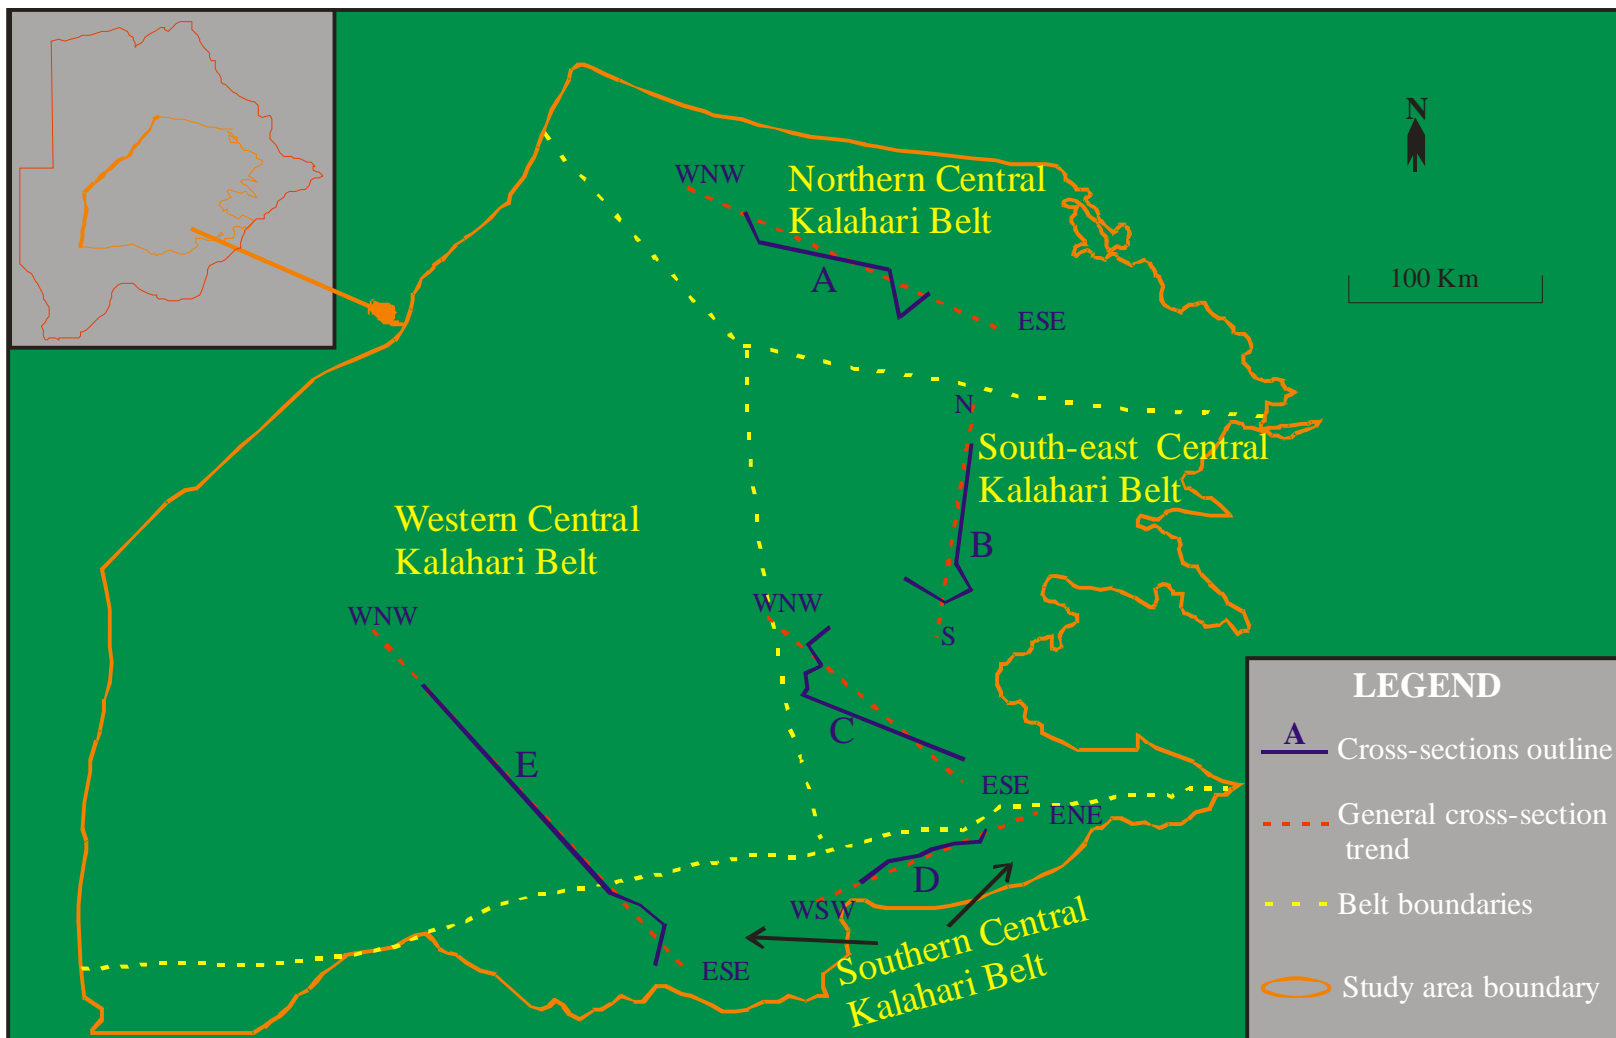 N
WNW
Northern Central
Kalahari Belt
A
ESE
100 Km
N
South-east Central
Kalahari Belt
B
S
Western Central
Kalahari Belt
WNW
WNW
C
ESE
E
ENE
D
WSW
ESE
Southern Central
Kalahari Belt
LEGEND
A
Cross-sections outline
General cross-section
trend
Belt boundaries
Study area boundary